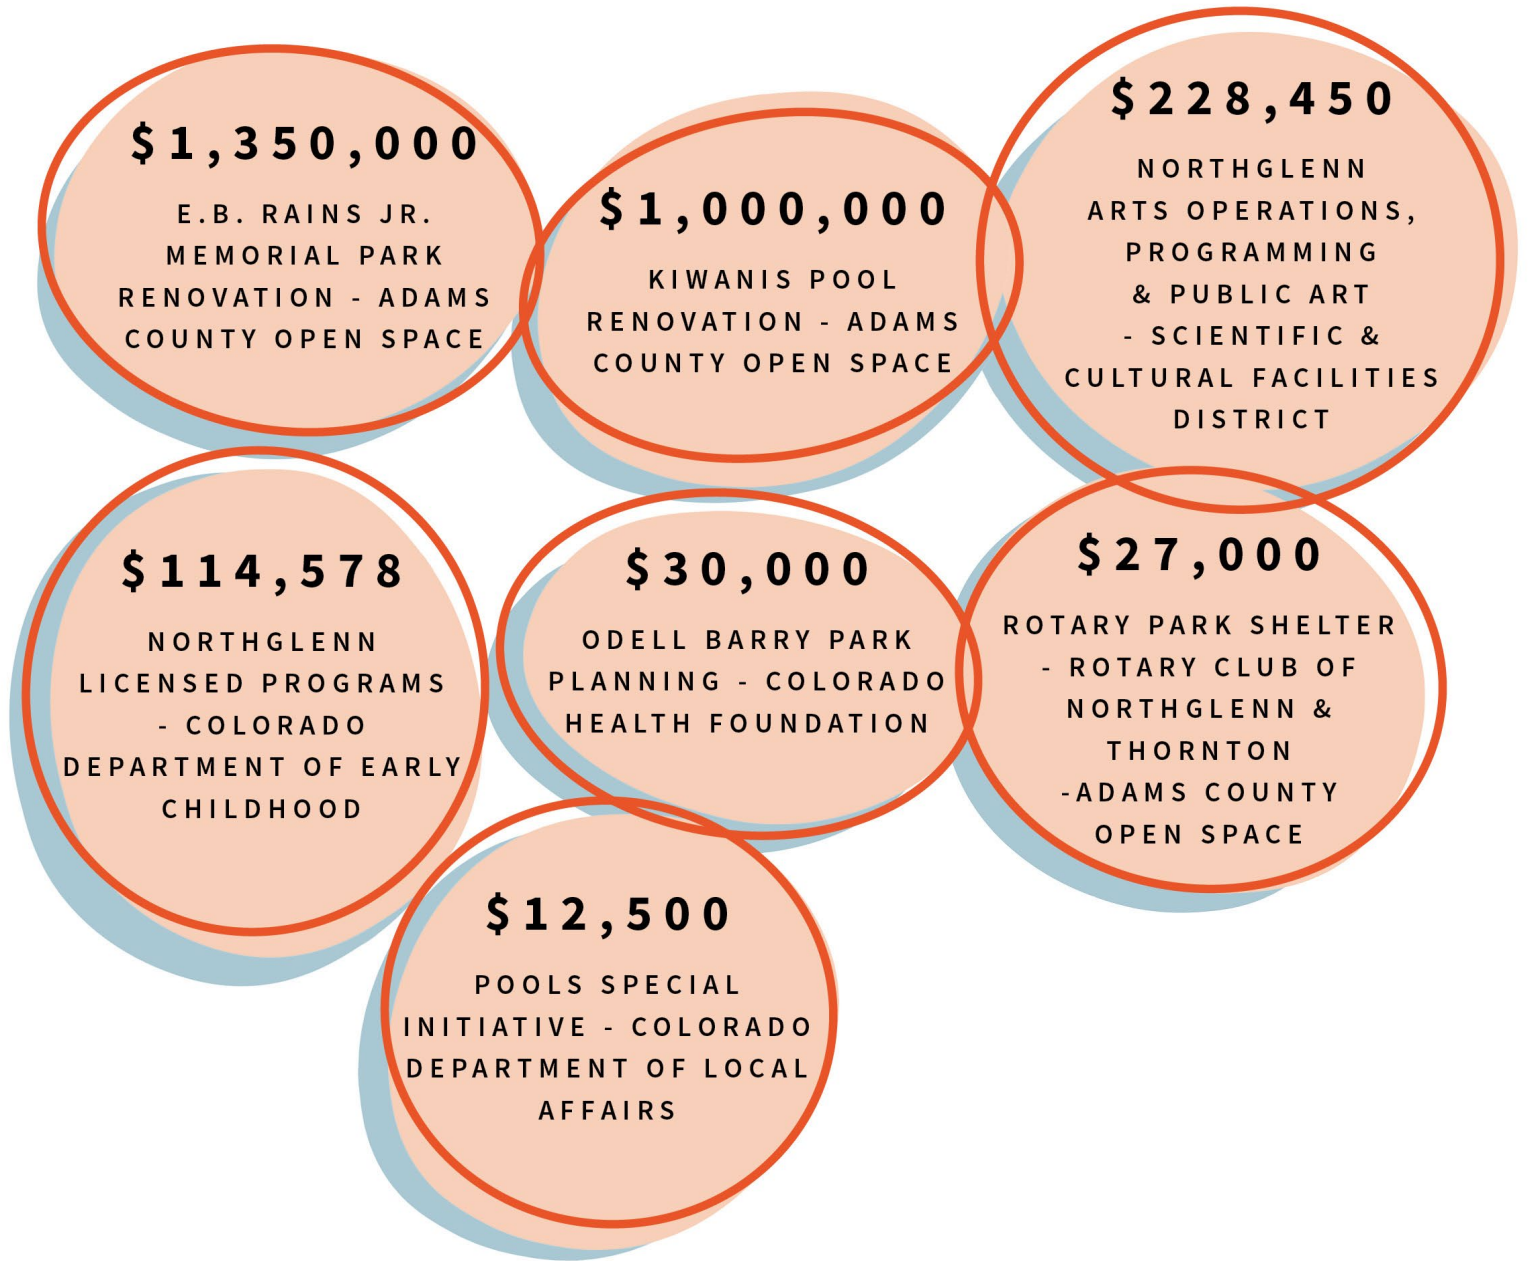 $1,350,000
E.B. RAINS JR.
MEMORIAL PARK
RENOVATION - ADAMS
COUNTY OPEN SPACE
$1,000,000
KIWANIS POOL
RENOVATION - ADAMS
COUNTY OPEN SPACE
$228,450
NORTHGLENN
ARTS OPERATIONS,
PROGRAMMING
& PUBLIC ART
- SCIENTIFIC &
CULTURAL FACILITIES
DISTRICT
$114,578
NORTHGLENN
LICENSED PROGRAMS
- COLORADO
DEPARTMENT OF EARLY
CHILDHOOD
$30,000
ODELL BARRY PARK
PLANNING - COLORADO
HEALTH FOUNDATION
$27,000
ROTARY PARK SHELTER
- ROTARY CLUB OF
NORTHGLENN &
THORNTON
-ADAMS COUNTY
OPEN SPACE
$12,500
POOLS SPECIAL
INITIATIVE - COLORADO
DEPARTMENT OF LOCAL
AFFAIRS